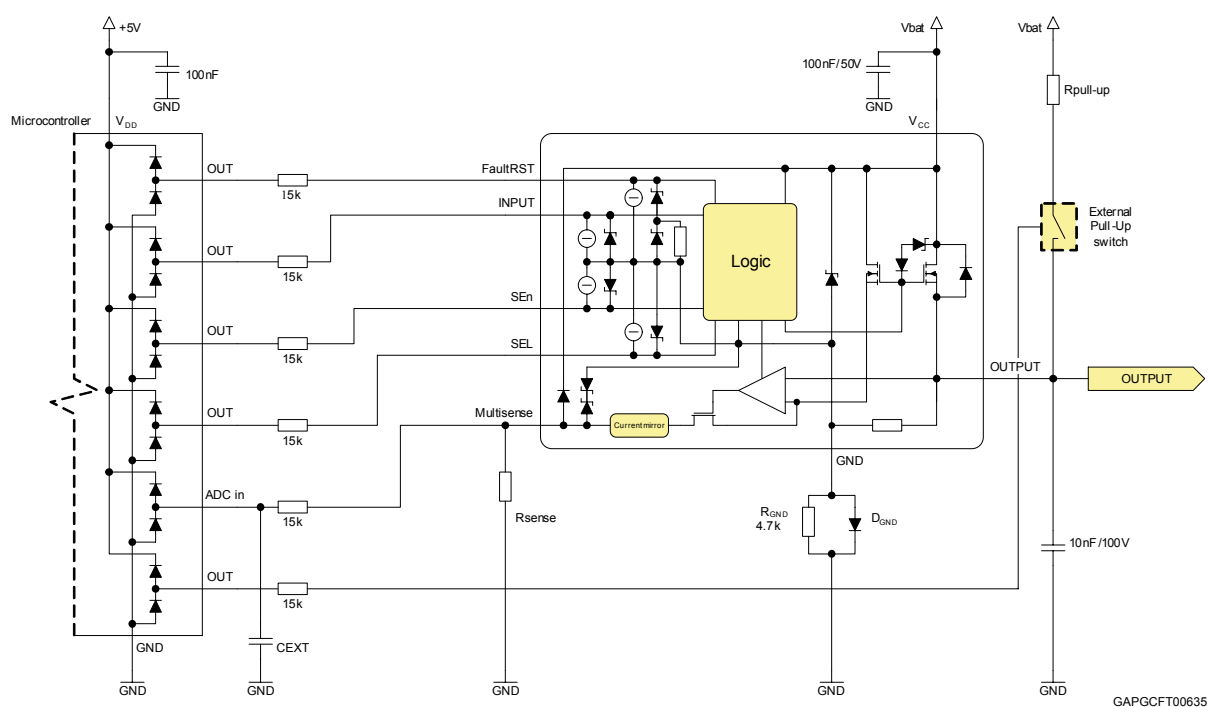 +5V
Vbat
Vbat
100nF
100nF/50V
GND
GND
Rpull-up
Microcontroller
VDD
VCC
OUT
15k
FaultRST
INPUT
External
Pull-Up
switch
OUT
15k
Logic
SEn
OUT
15k
SEL
OUTPUT
OUTPUT
OUT
15k
Multisense
Current mirror
GND
ADC in
15k
Rsense
RGND
4.7k
DGND
10nF/100V
OUT
15k
GND
CEXT
GND
GND
GND
GND
GND
GAPGCFT00635